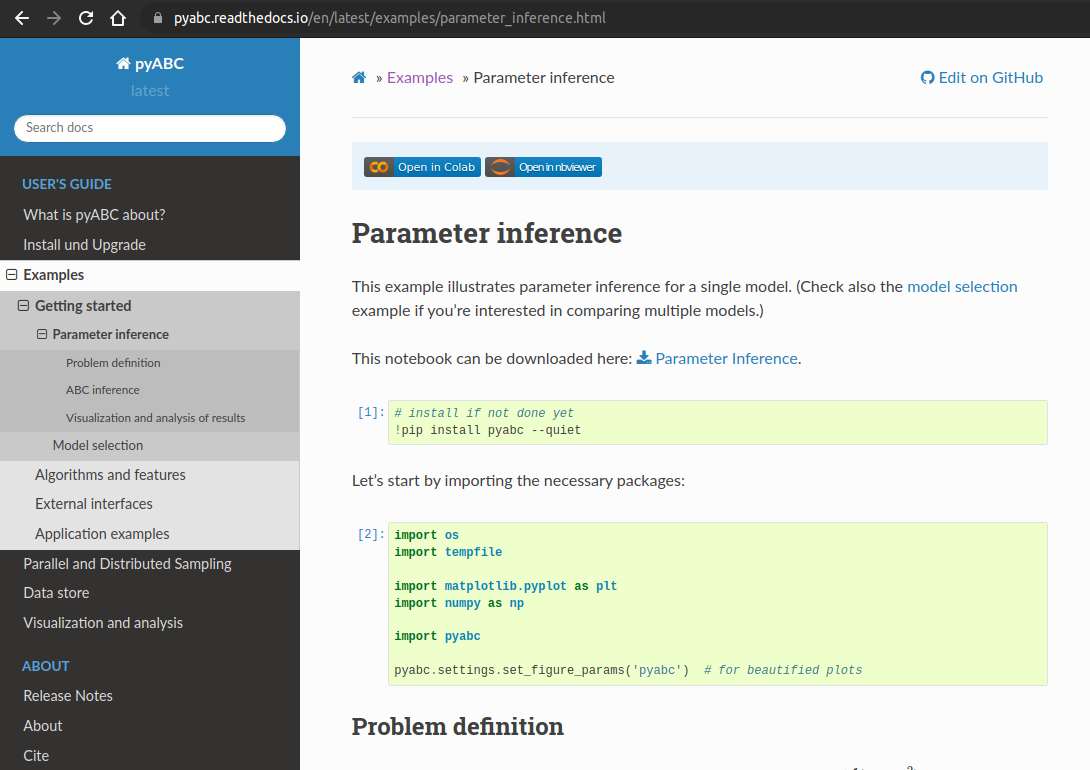 pyabc.readthedocs.io/en/latest/examples/parameter_inference.html
pyABC
latest
Search docs
USER'S GUIDE
What is pyABC about?
Install und Upgrade
Examples
Getting started
Parameter inference
Problem definition
ABC inference
Visualization and analysis of results
Model selection
Algorithms and features
External interfaces
Application examples
Parallel and Distributed Sampling
Data store
Visualization and analysis
ABOUT
Release Notes
About
Cite
» Examples » Parameter inference
Edit on GitHub
Open in Colab
Open in nbviewer
Parameter inference
This example illustrates parameter inference for a single model. (Check also the model selection
example if you’re interested in comparing multiple models.)
This notebook can be downloaded here: Parameter Inference.
[1]: # install if not done yet
!pip install pyabc --quiet
Let’s start by importing the necessary packages:
[2]: import os
import tempfile
import matplotlib.pyplot as plt
import numpy as np
import pyabc
pyabc.settings.set_figure_params('pyabc')  # for beautified plots
Problem definition